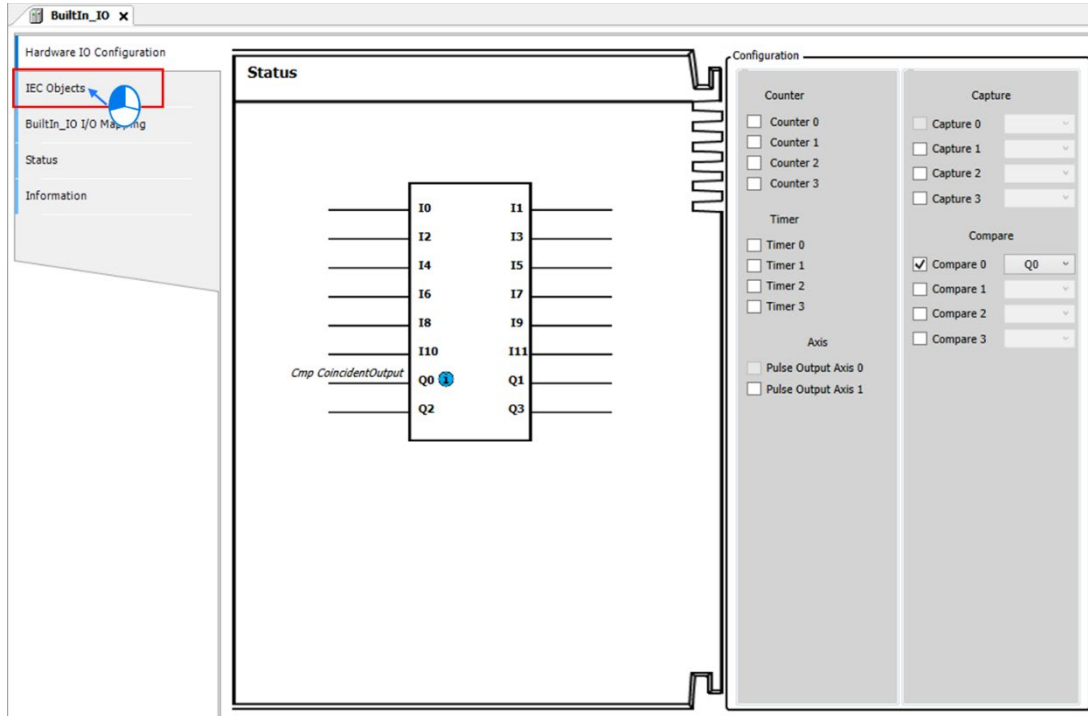 BuiltIn_IO x
Hardware IO Configuration
IEC Objects
BuiltIn_IO I/O Mapping
Status
Information
Status
I0 I1
I2 I3
I4 I5
I6 I7
I8 I9
I10 I11
Cmp CoincidentOutput Q0 i Q1
Q2 Q3
Configuration
Counter
Counter 0
Counter 1
Counter 2
Counter 3
Timer
Timer 0
Timer 1
Timer 2
Timer 3
Axis
Pulse Output Axis 0
Pulse Output Axis 1
Capture
Capture 0
Capture 1
Capture 2
Capture 3
Compare
Compare 0 Q0
Compare 1
Compare 2
Compare 3